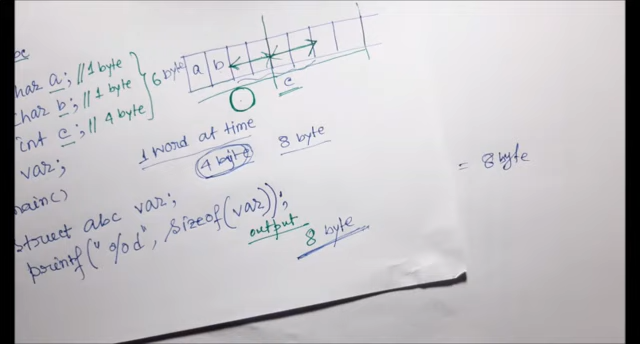 char a; // 1 byte
char b; // 1 byte
int c; // 4 byte
6 byte
a b
c
var;
1 word at time
4 byte 8 byte
main()
struct abc var;
printf("%d", sizeof(var));
output
8 byte
= 8 byte